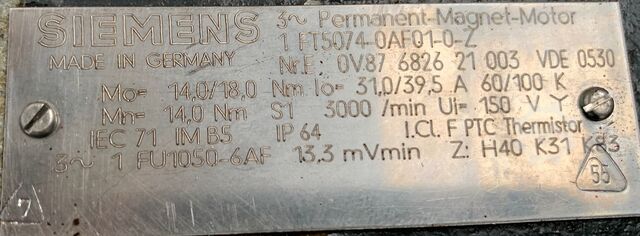 SIEMENS 3~ Permanent-Magnet-Motor
1 FT5074-0AF01-0-Z
MADE IN GERMANY Nr.E 0V87 6826 21 003 VDE 0530
Mo= 14,0/18,0 Nm Io= 31,0/39,5 A 60/100 K
Mn= 14,0 Nm S1 3000 /min Ui= 150 V Y
IEC 71 IM B5 IP 64 I.Cl. F PTC Thermistor
3~ 1 FU1050-6AF 13,3 mVmin Z: H40 K31
55